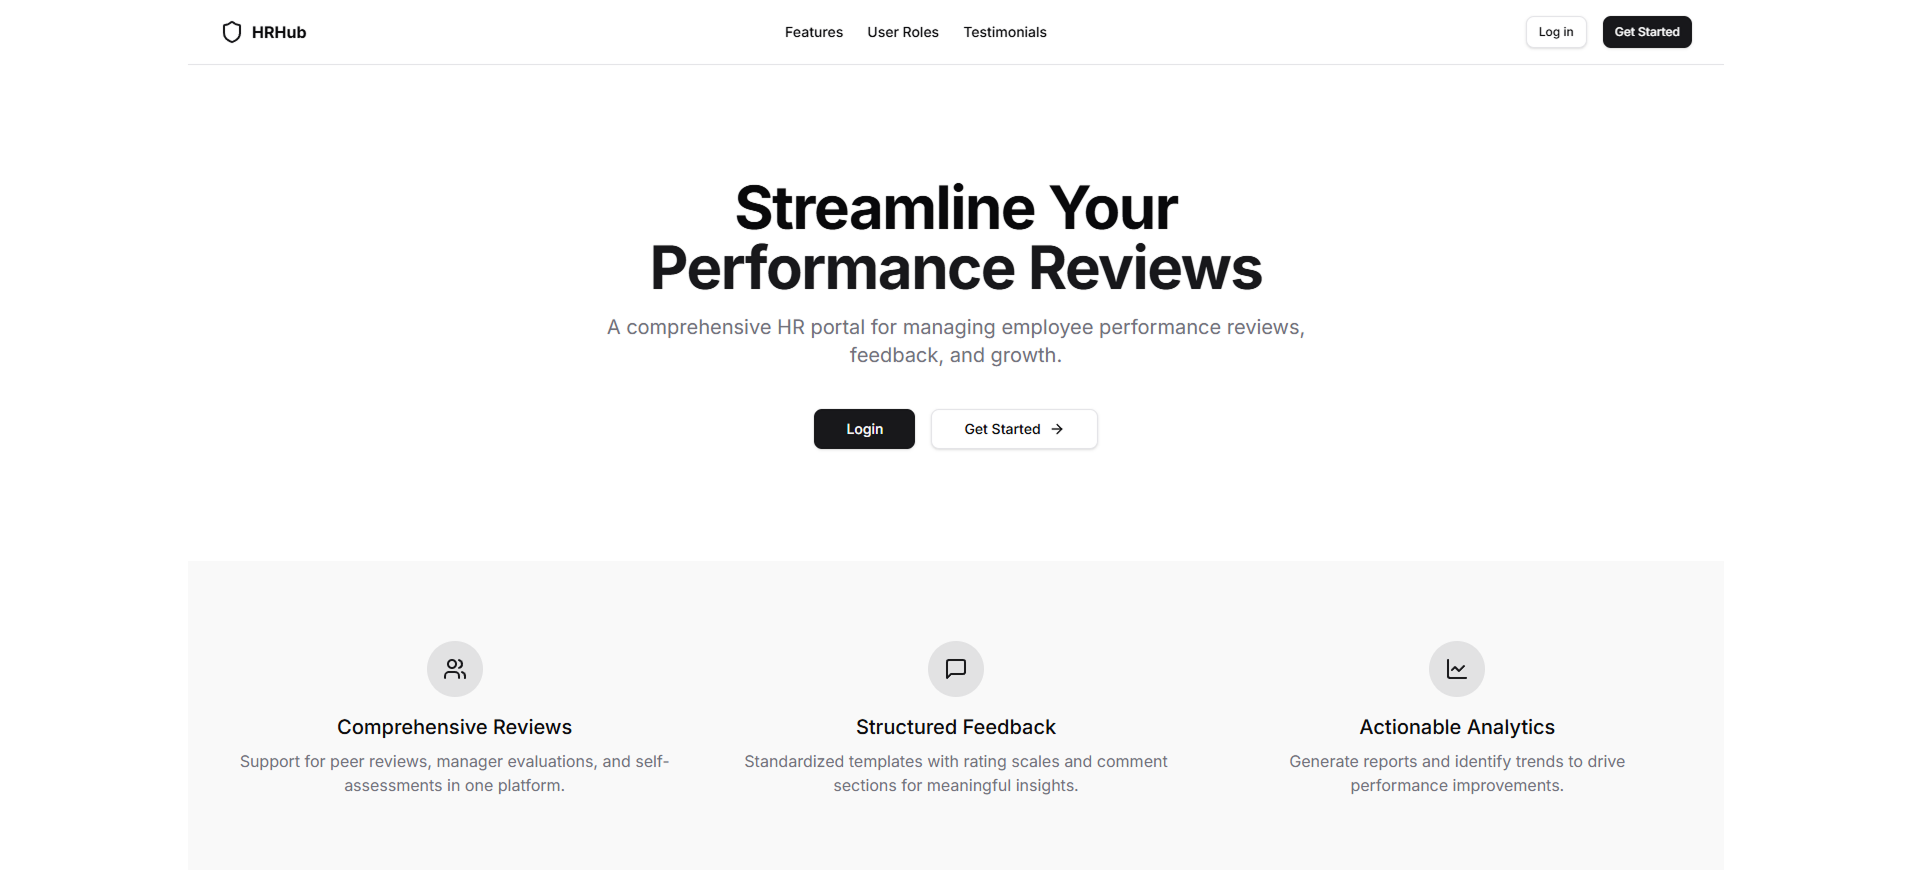 HRHub
Features
User Roles
Testimonials
Log in
Get Started
Streamline Your
Performance Reviews
A comprehensive HR portal for managing employee performance reviews,
feedback, and growth.
Login
Get Started
Comprehensive Reviews
Support for peer reviews, manager evaluations, and self-
assessments in one platform.
Structured Feedback
Standardized templates with rating scales and comment
sections for meaningful insights.
Actionable Analytics
Generate reports and identify trends to drive
performance improvements.